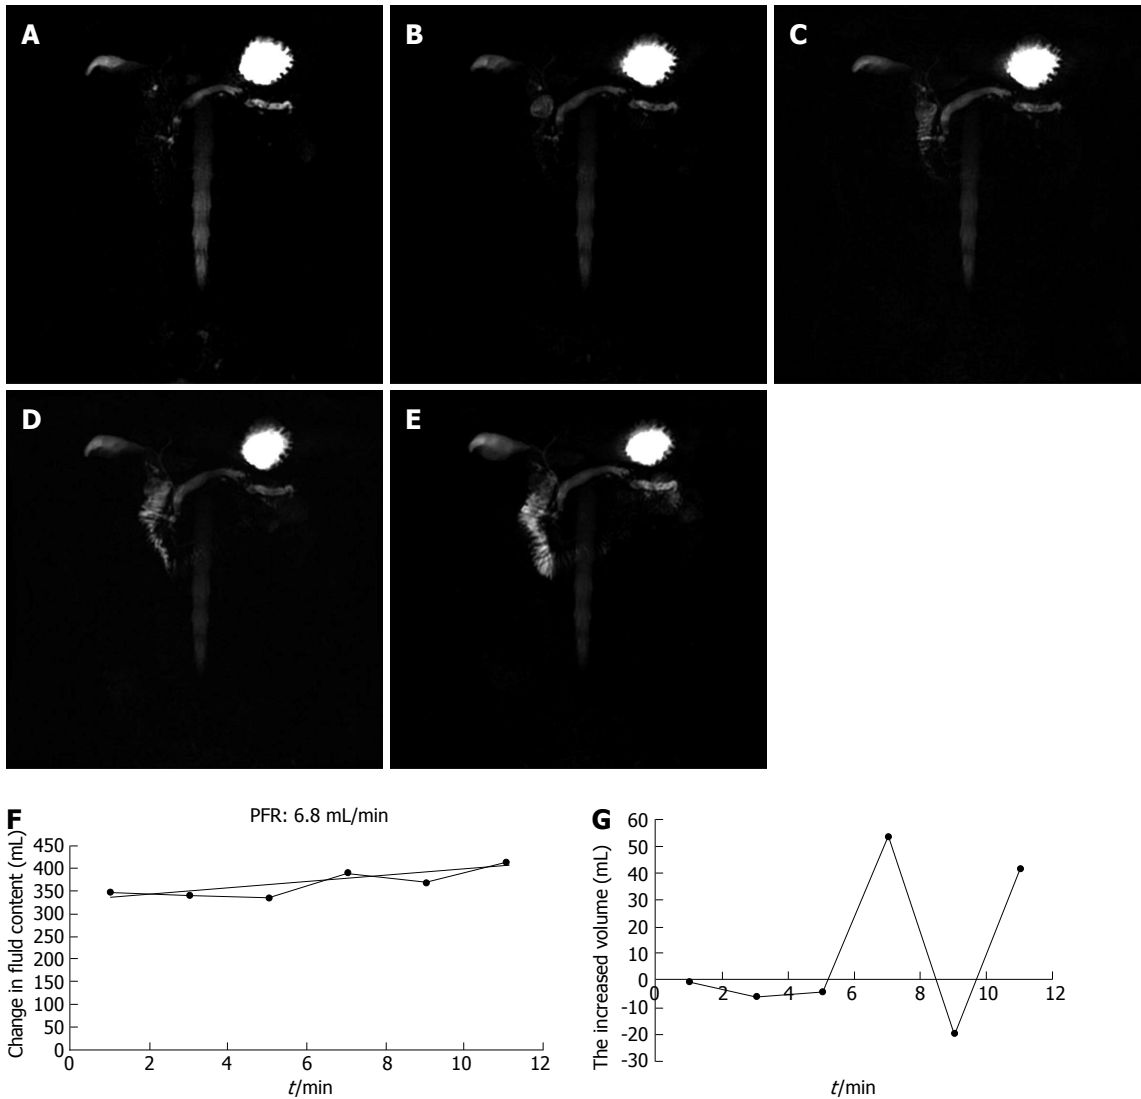 A
B
C
D
E
F
PFR: 6.8 mL/min
Change in fluld content (mL)
450
400
350
300
250
200
150
100
50
0
0 2 4 6 8 10 12
t/min
G
The increased volume (mL)
60
50
40
30
20
10
0
-10
-20
-30
0 2 4 6 8 10 12
t/min